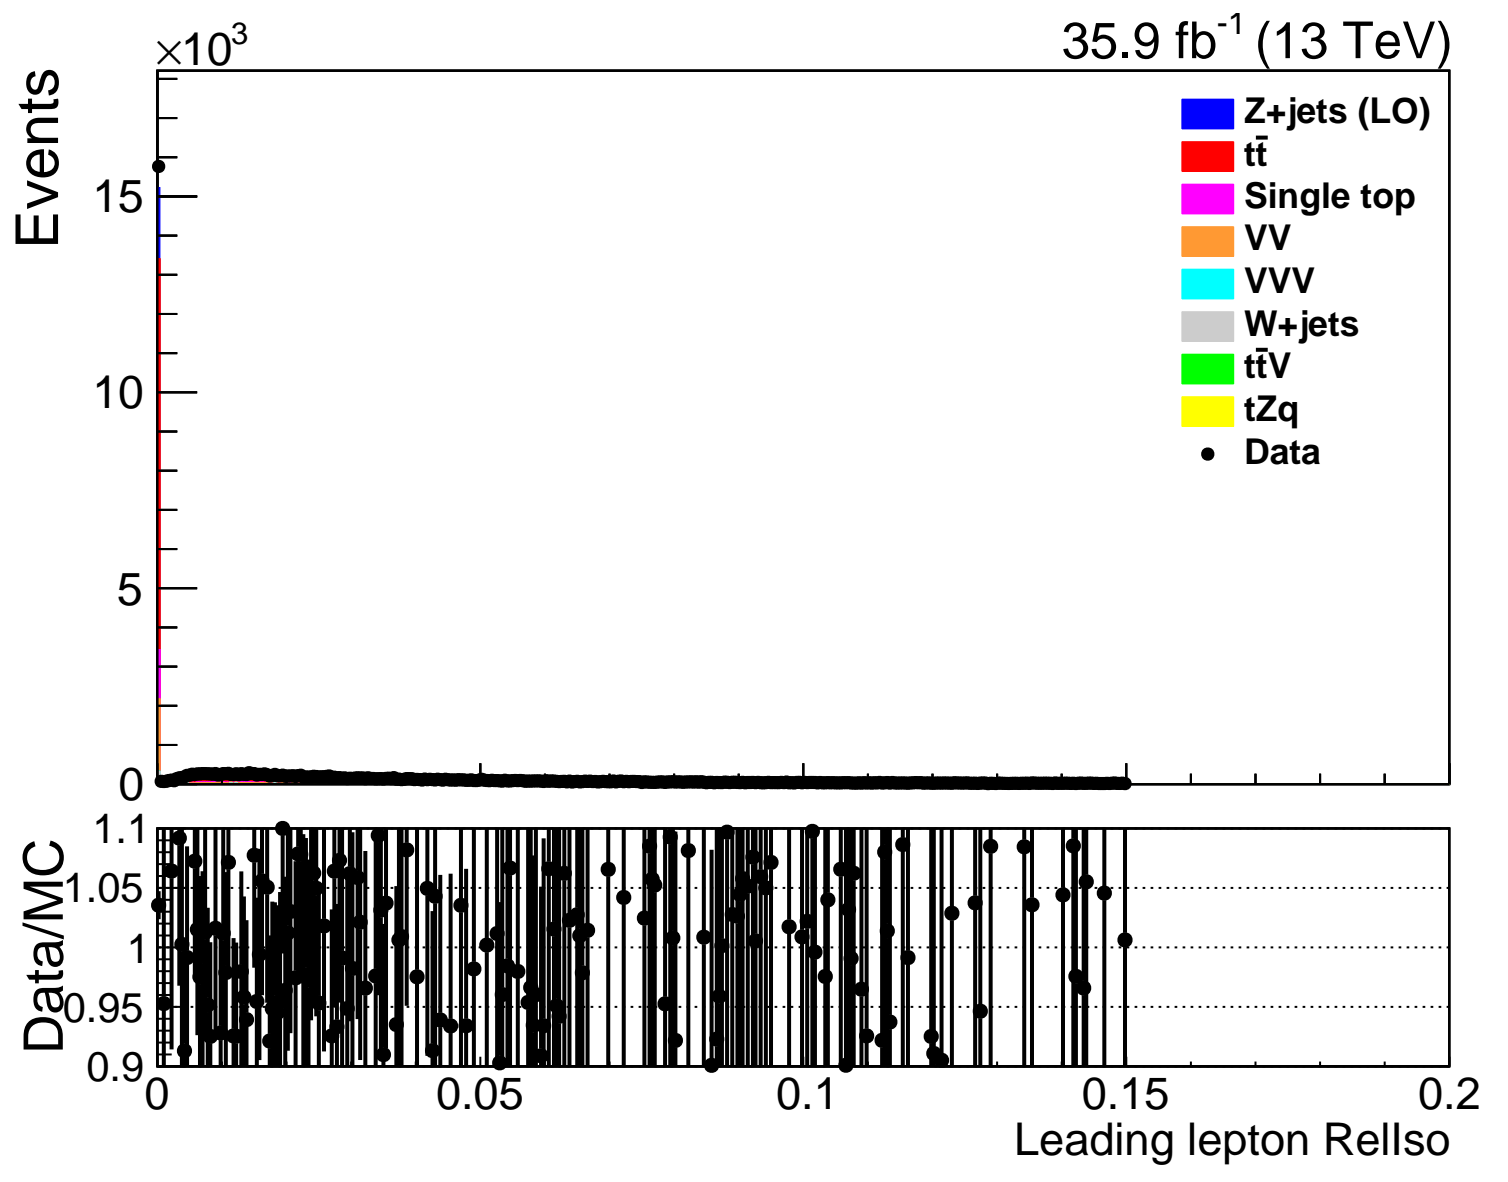 ×10³
35.9 fb⁻¹ (13 TeV)
Events
15
10
5
0
Z+jets (LO)
tt̄
Single top
VV
VVV
W+jets
tt̄V
tZq
Data
Data/MC
1.1
1.05
1
0.95
0.9
0
0.05
0.1
0.15
0.2
Leading lepton RelIso